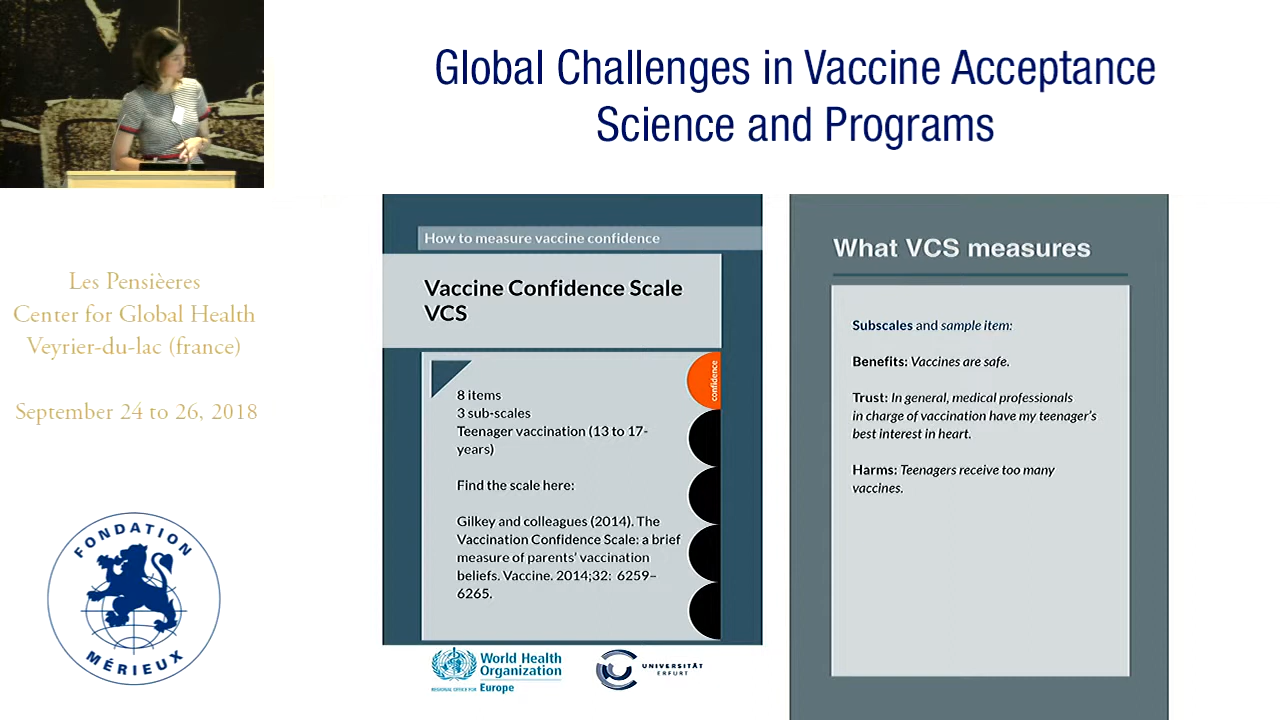 Global Challenges in Vaccine Acceptance
Science and Programs
Les Pensièeres
Center for Global Health
Veyrier-du-lac (france)
September 24 to 26, 2018
FONDATION
MÉRIEUX
How to measure vaccine confidence
Vaccine Confidence Scale
VCS
confidence
8 items
3 sub-scales
Teenager vaccination (13 to 17-
years)
Find the scale here:
Gilkey and colleagues (2014). The
Vaccination Confidence Scale: a brief
measure of parents' vaccination
beliefs. Vaccine. 2014;32: 6259–
6265.
World Health
Organization
REGIONAL OFFICE FOR Europe
UNIVERSITÄT
ERFURT
What VCS measures
Subscales and sample item:
Benefits: Vaccines are safe.
Trust: In general, medical professionals
in charge of vaccination have my teenager's
best interest in heart.
Harms: Teenagers receive too many
vaccines.